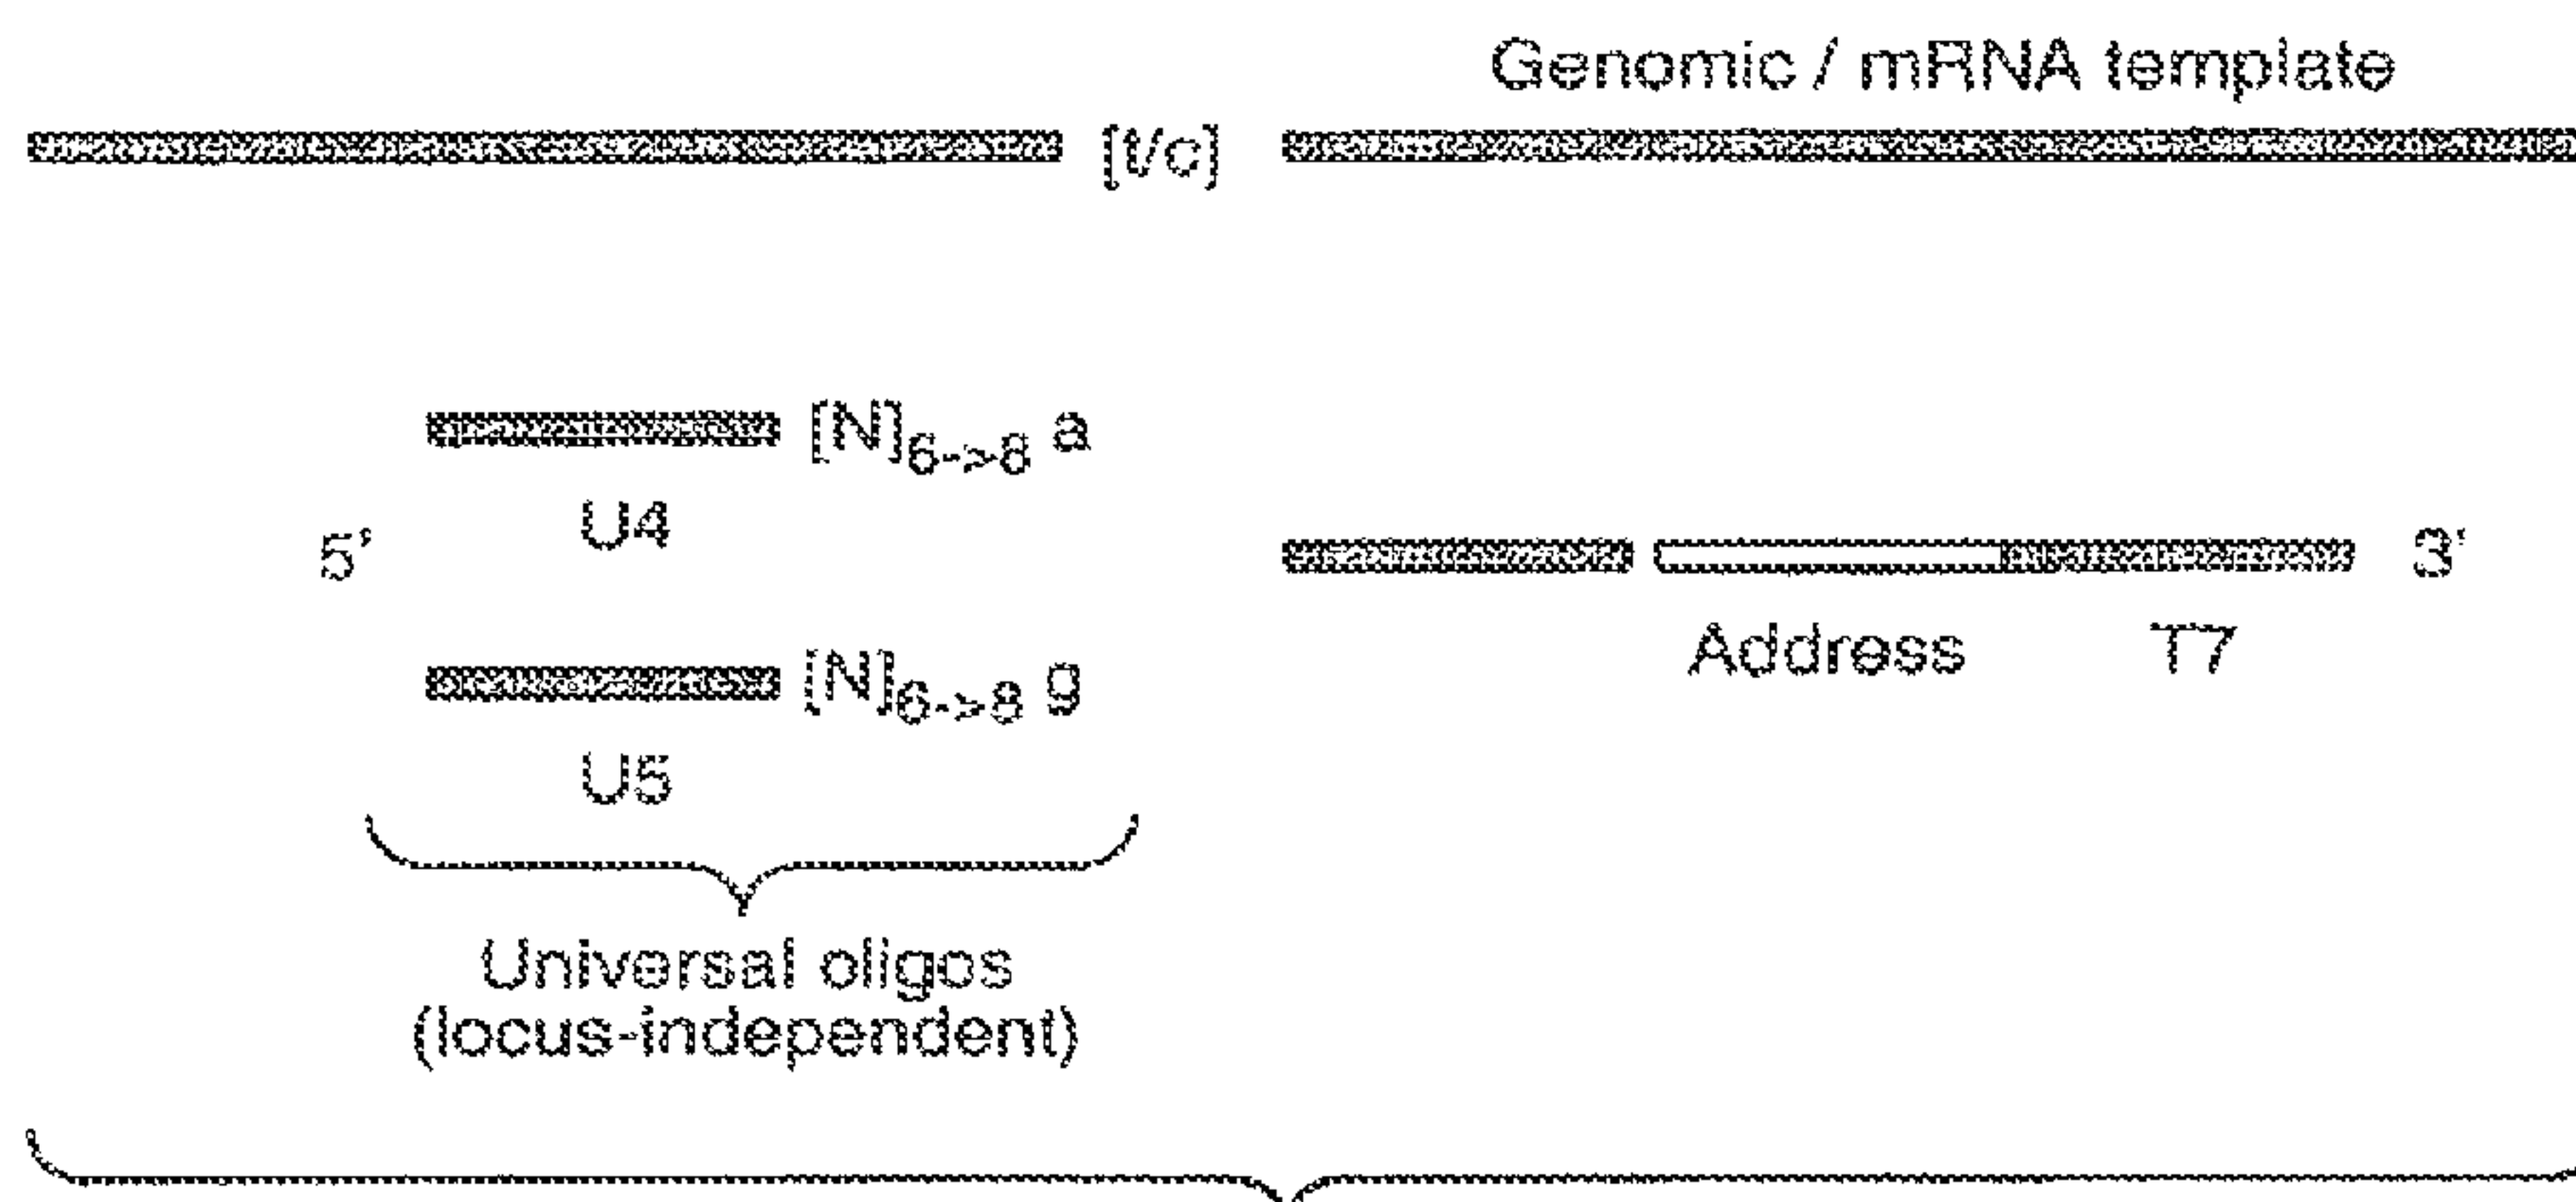 Genomic / mRNA template
[t/c]
[N]6->8 a
U4
5'
3'
Address
T7
[N]6->8 g
U5
Universal oligos
(locus-independent)